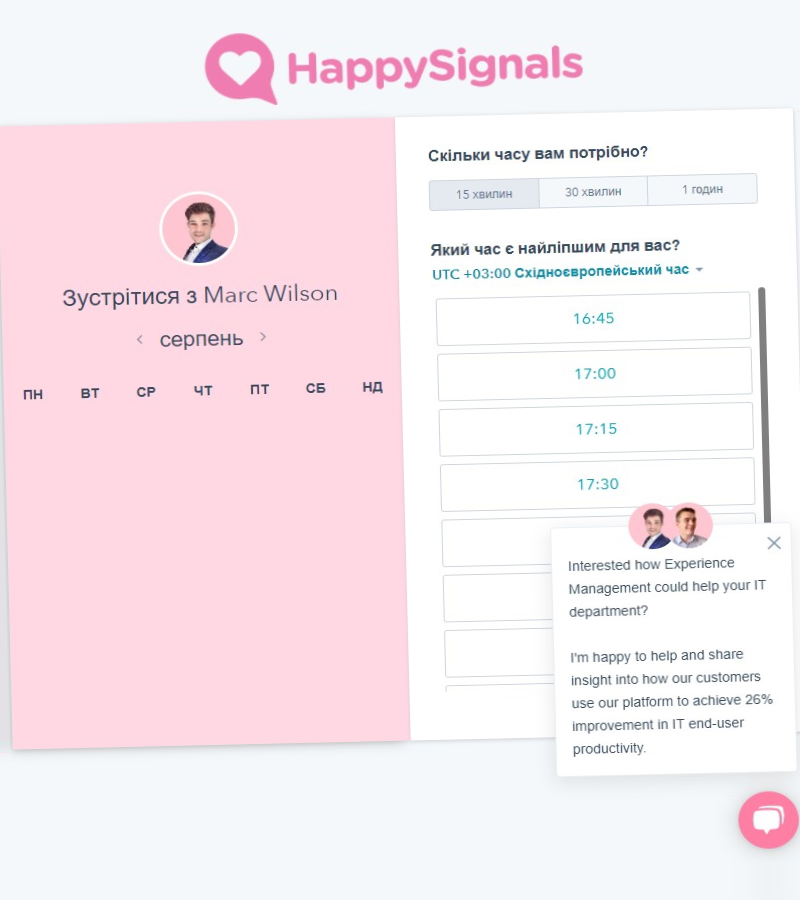 HappySignals
Зустрітися з Marc Wilson
серпень
ПН ВТ СР ЧТ ПТ СБ НД
Скільки часу вам потрібно?
15 хвилин 30 хвилин 1 годин
Який час є найліпшим для вас?
UTC +03:00 Східноєвропейський час
16:45
17:00
17:15
17:30
Interested how Experience
Management could help your IT
department?
I'm happy to help and share
insight into how our customers
use our platform to achieve 26%
improvement in IT end-user
productivity.